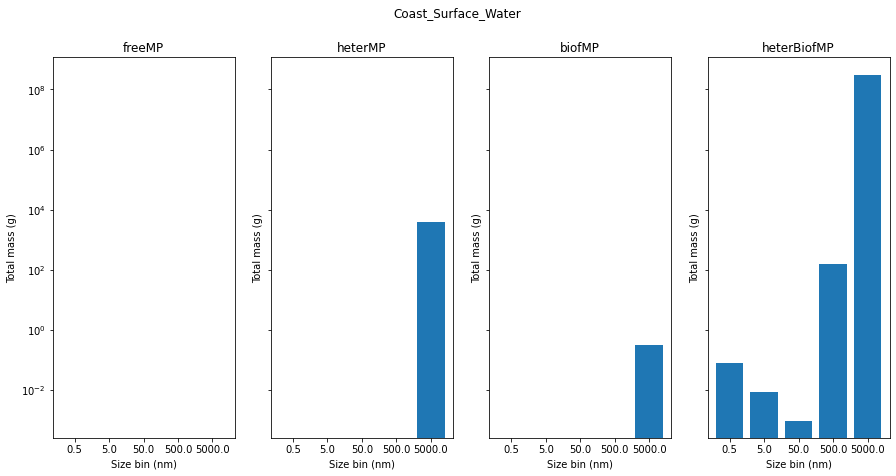 Coast_Surface_Water
freeMP
heterMP
biofMP
heterBiofMP
Total mass (g)
10^8
10^6
10^4
10^2
10^0
10^-2
0.5 5.0 50.0 500.0 5000.0
Size bin (nm)
Total mass (g)
0.5 5.0 50.0 500.0 5000.0
Size bin (nm)
Total mass (g)
0.5 5.0 50.0 500.0 5000.0
Size bin (nm)
Total mass (g)
0.5 5.0 50.0 500.0 5000.0
Size bin (nm)